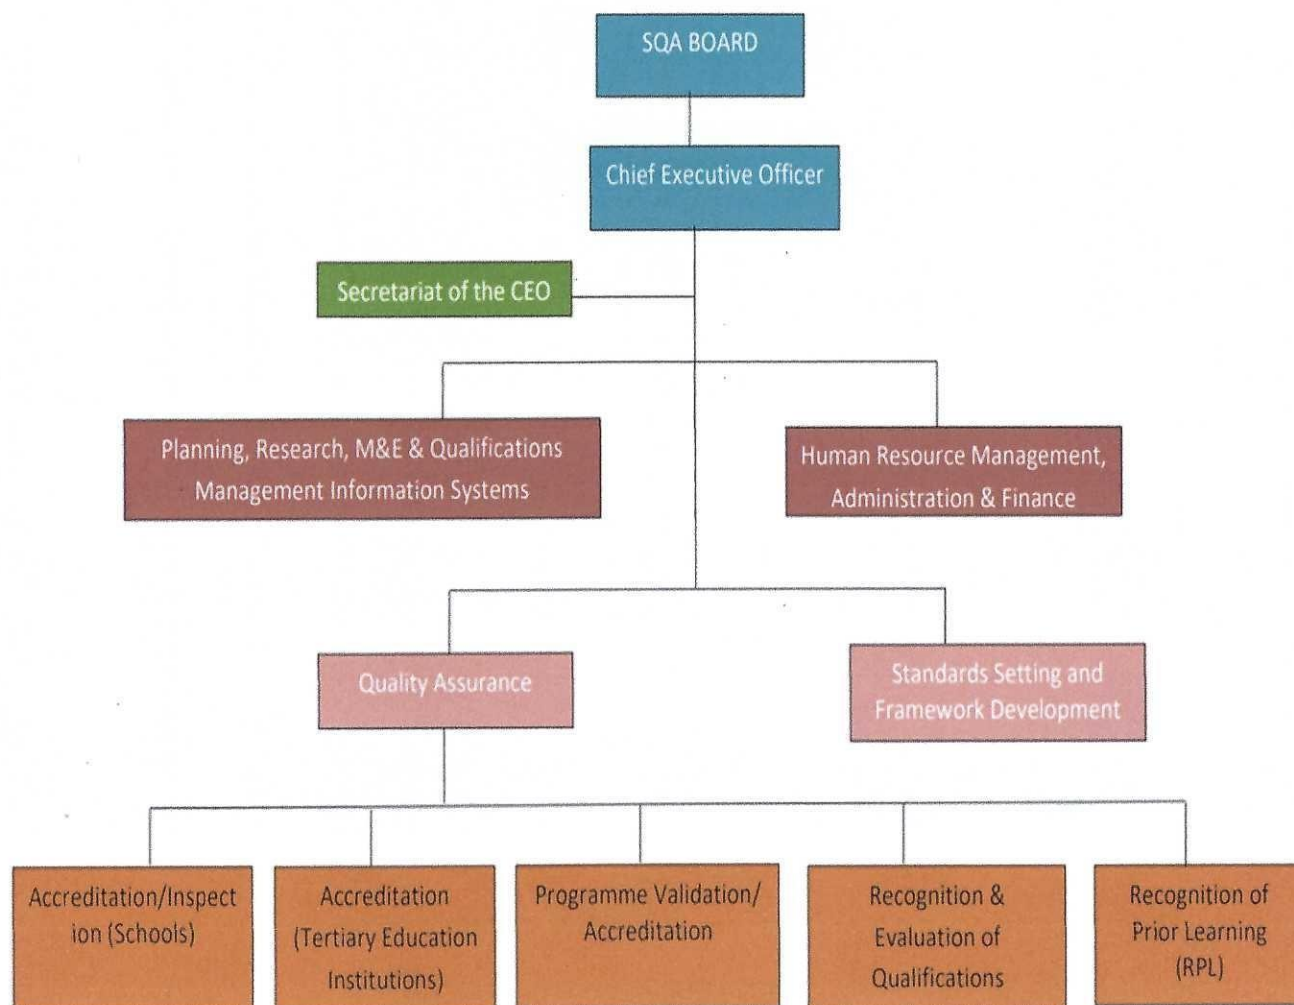 SQA BOARD
Chief Executive Officer
Secretariat of the CEO
Planning, Research, M&E & Qualifications
Management Information Systems
Human Resource Management,
Administration & Finance
Quality Assurance
Standards Setting and
Framework Development
Accreditation/Inspect
ion (Schools)
Accreditation
(Tertiary Education
Institutions)
Programme Validation/
Accreditation
Recognition &
Evaluation of
Qualifications
Recognition of
Prior Learning
(RPL)